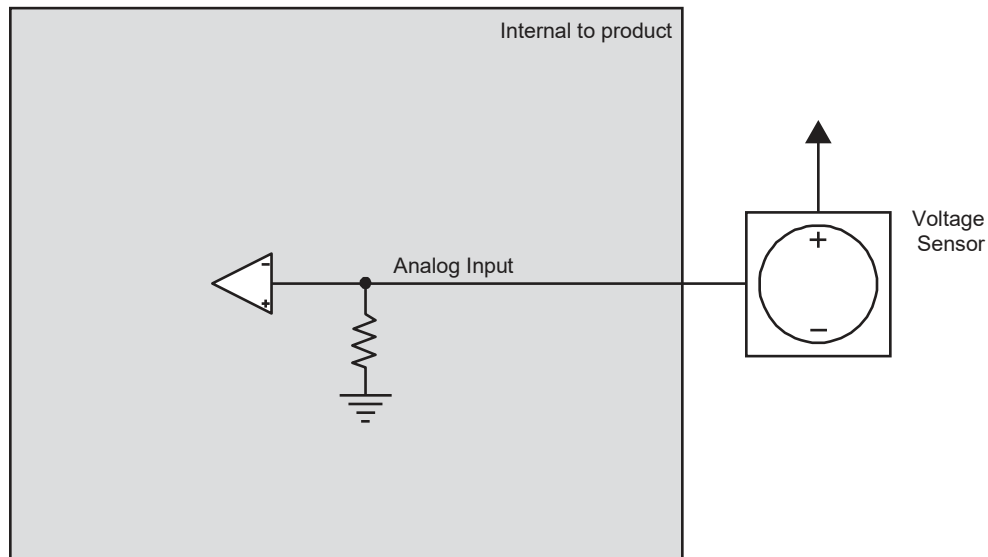 Internal to product
Voltage
Sensor
+
Analog Input
−
+
−